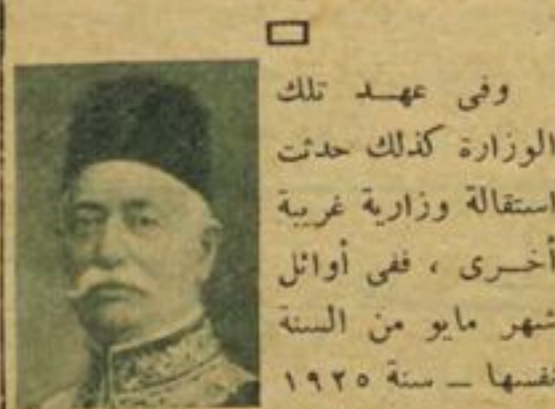 وفى عهد تلك
الوزارة كذلك حدثت
استقالة وزارية غريبة
أخرى ، ففى أوائل
شهر مايو من السنة
نفسها ــ سنة ١٩٢٥